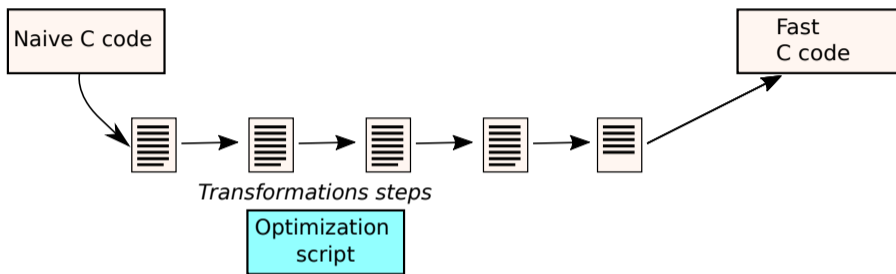 Naive C code
Fast
C code
Transformations steps
Optimization
script